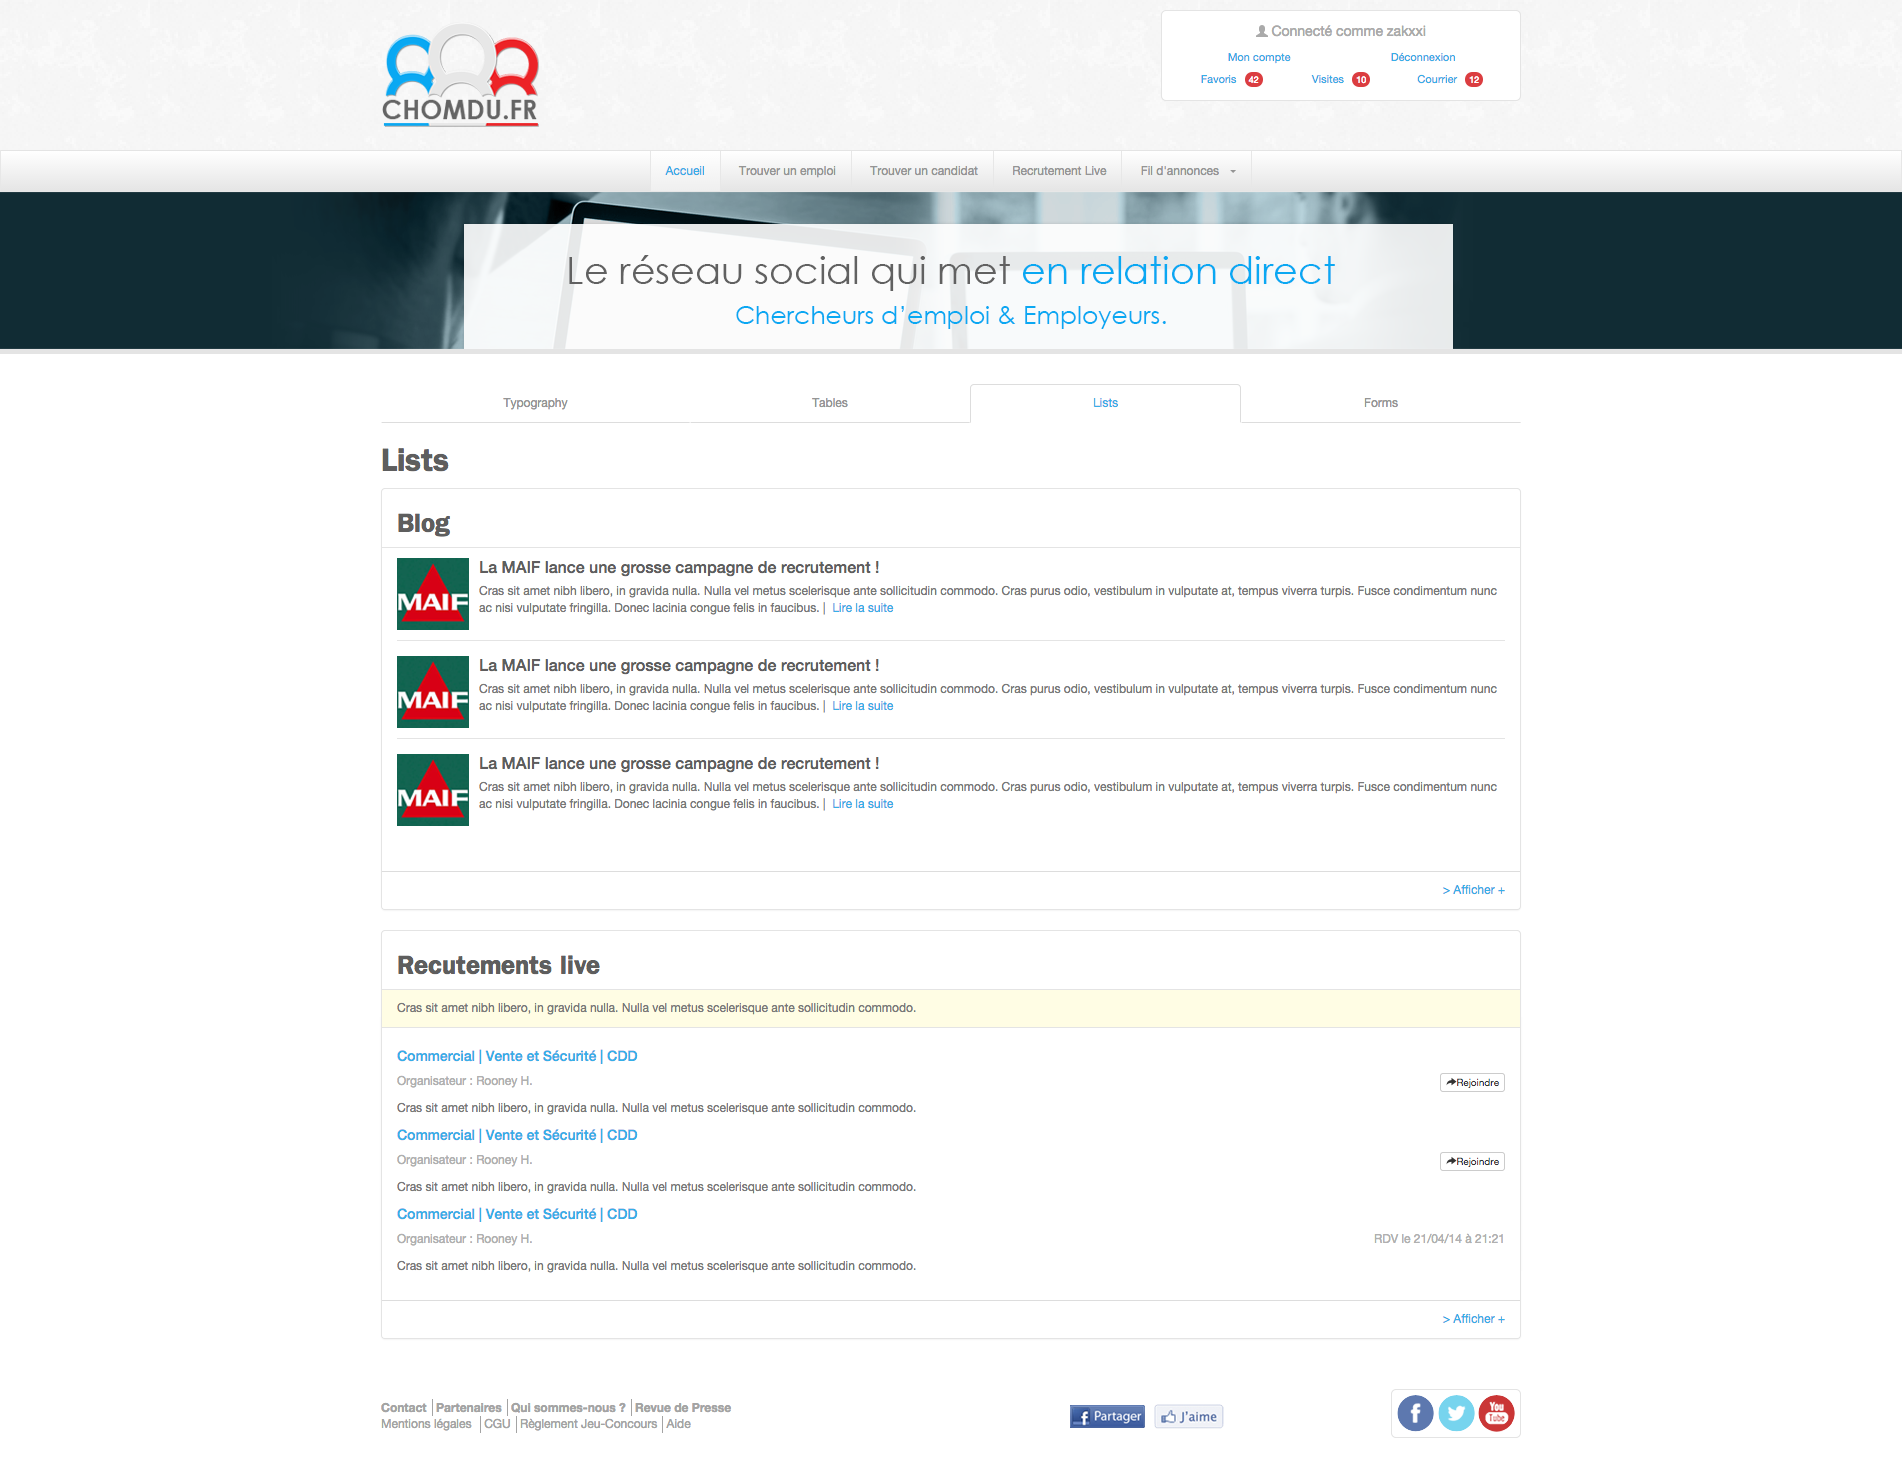 CHOMDU.FR
Connecté comme zakxxi
Mon compte Déconnexion
Favoris 42 Visites 10 Courrier 12
Accueil Trouver un emploi Trouver un candidat Recrutement Live Fil d'annonces
Le réseau social qui met en relation direct
Chercheurs d'emploi & Employeurs.
Typography Tables Lists Forms
Lists
Blog
MAIF
La MAIF lance une grosse campagne de recrutement !
Cras sit amet nibh libero, in gravida nulla. Nulla vel metus scelerisque ante sollicitudin commodo. Cras purus odio, vestibulum in vulputate at, tempus viverra turpis. Fusce condimentum nunc
ac nisi vulputate fringilla. Donec lacinia congue felis in faucibus. | Lire la suite
MAIF
La MAIF lance une grosse campagne de recrutement !
Cras sit amet nibh libero, in gravida nulla. Nulla vel metus scelerisque ante sollicitudin commodo. Cras purus odio, vestibulum in vulputate at, tempus viverra turpis. Fusce condimentum nunc
ac nisi vulputate fringilla. Donec lacinia congue felis in faucibus. | Lire la suite
MAIF
La MAIF lance une grosse campagne de recrutement !
Cras sit amet nibh libero, in gravida nulla. Nulla vel metus scelerisque ante sollicitudin commodo. Cras purus odio, vestibulum in vulputate at, tempus viverra turpis. Fusce condimentum nunc
ac nisi vulputate fringilla. Donec lacinia congue felis in faucibus. | Lire la suite
> Afficher +
Recutements live
Cras sit amet nibh libero, in gravida nulla. Nulla vel metus scelerisque ante sollicitudin commodo.
Commercial | Vente et Sécurité | CDD
Organisateur : Rooney H. Rejoindre
Cras sit amet nibh libero, in gravida nulla. Nulla vel metus scelerisque ante sollicitudin commodo.
Commercial | Vente et Sécurité | CDD
Organisateur : Rooney H. Rejoindre
Cras sit amet nibh libero, in gravida nulla. Nulla vel metus scelerisque ante sollicitudin commodo.
Commercial | Vente et Sécurité | CDD
Organisateur : Rooney H. RDV le 21/04/14 à 21:21
Cras sit amet nibh libero, in gravida nulla. Nulla vel metus scelerisque ante sollicitudin commodo.
> Afficher +
Contact Partenaires Qui sommes-nous ? Revue de Presse
Mentions légales CGU Règlement Jeu-Concours Aide
f Partager J'aime
f You Tube